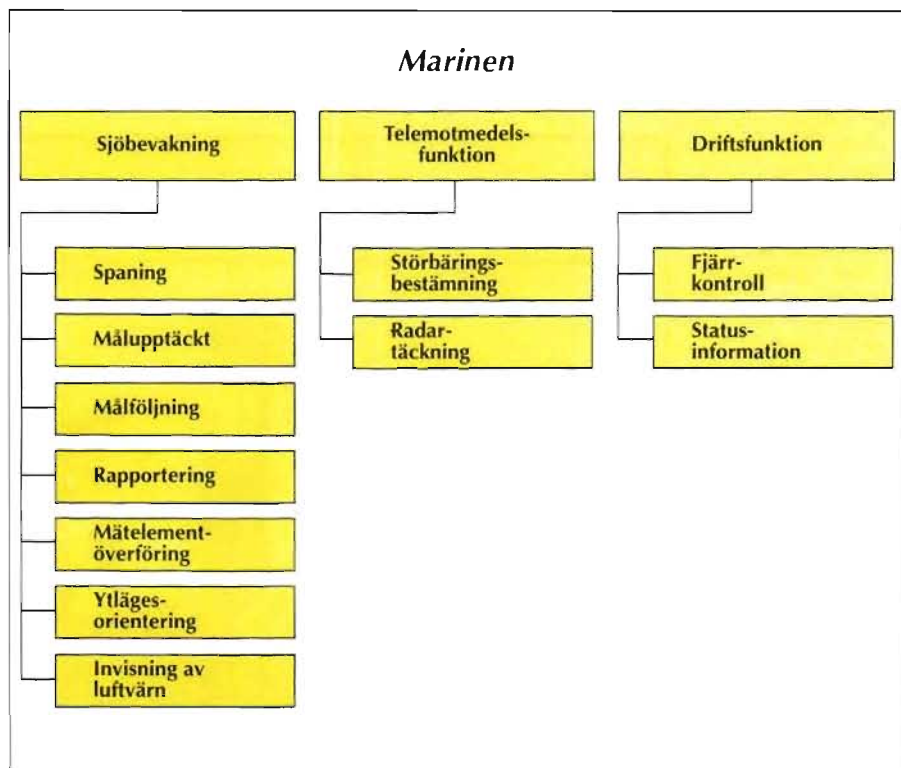 Marinen
Sjöbevakning
Spaning
Målupptäckt
Målföljning
Rapportering
Mätelement-
överföring
Ytläges-
orientering
Invisning av
luftvärn
Telemotmedels-
funktion
Störbärings-
bestämning
Radar-
täckning
Driftsfunktion
Fjärr-
kontroll
Status-
information